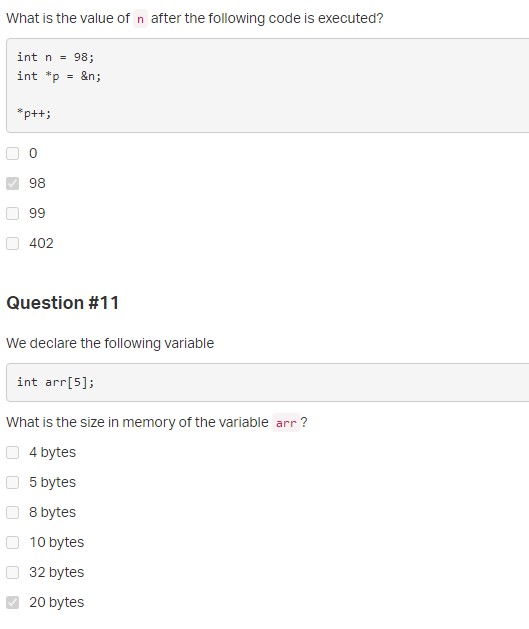 What is the value of n after the following code is executed?
int n = 98;
int *p = &n;
*p++;
0
98
99
402
Question #11
We declare the following variable
int arr[5];
What is the size in memory of the variable arr ?
4 bytes
5 bytes
8 bytes
10 bytes
32 bytes
20 bytes